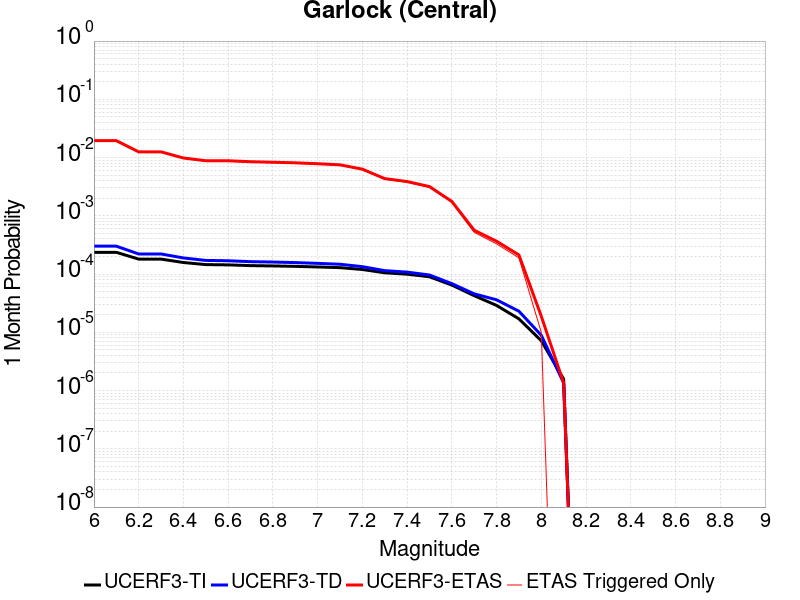 Garlock (Central)
10^0
10^-1
10^-2
10^-3
10^-4
10^-5
10^-6
10^-7
10^-8
1 Month Probability
6 6.2 6.4 6.6 6.8 7 7.2 7.4 7.6 7.8 8 8.2 8.4 8.6 8.8 9
Magnitude
UCERF3-TI UCERF3-TD UCERF3-ETAS ETAS Triggered Only